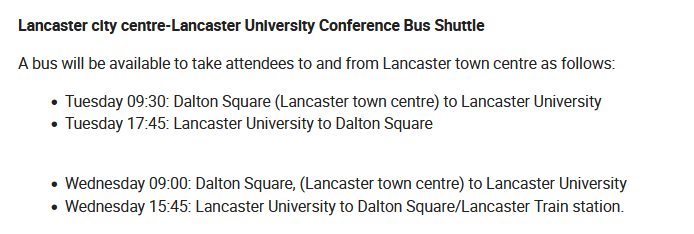 Lancaster city centre-Lancaster University Conference Bus Shuttle
A bus will be available to take attendees to and from Lancaster town centre as follows:
• Tuesday 09:30: Dalton Square (Lancaster town centre) to Lancaster University
• Tuesday 17:45: Lancaster University to Dalton Square
• Wednesday 09:00: Dalton Square, (Lancaster town centre) to Lancaster University
• Wednesday 15:45: Lancaster University to Dalton Square/Lancaster Train station.